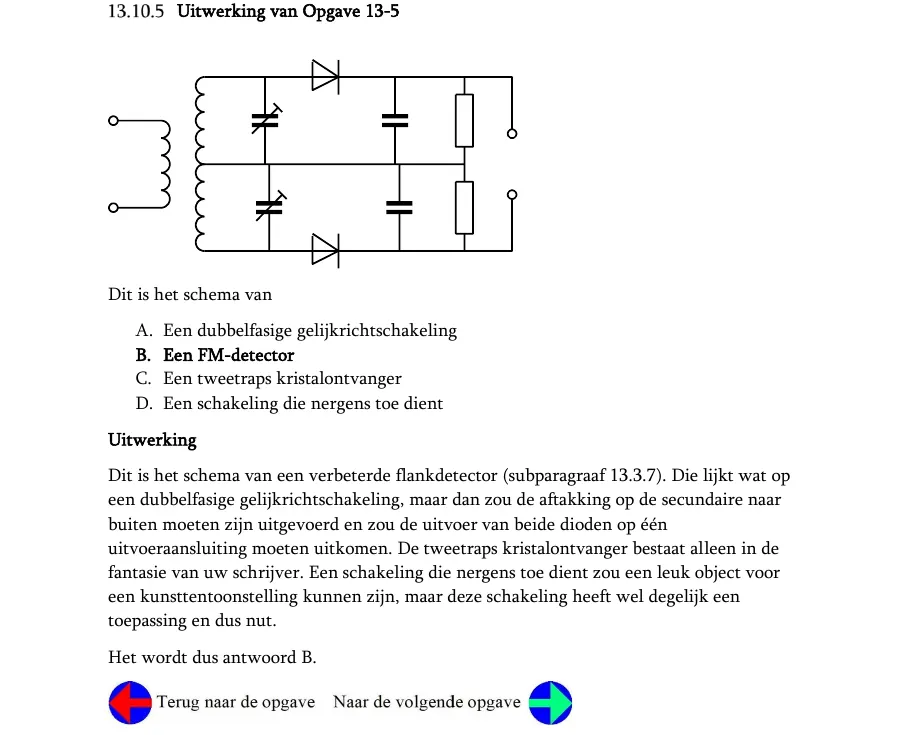 13.10.5 Uitwerking van Opgave 13-5
Dit is het schema van
A. Een dubbelfasige gelijkrichtschakeling
B. Een FM-detector
C. Een tweetraps kristalontvanger
D. Een schakeling die nergens toe dient
Uitwerking
Dit is het schema van een verbeterde flankdetector (subparagraaf 13.3.7). Die lijkt wat op
een dubbelfasige gelijkrichtschakeling, maar dan zou de aftakking op de secundaire naar
buiten moeten zijn uitgevoerd en zou de uitvoer van beide dioden op één
uitvoeraansluiting moeten uitkomen. De tweetraps kristalontvanger bestaat alleen in de
fantasie van uw schrijver. Een schakeling die nergens toe dient zou een leuk object voor
een kunsttentoonstelling kunnen zijn, maar deze schakeling heeft wel degelijk een
toepassing en dus nut.
Het wordt dus antwoord B.
Terug naar de opgave Naar de volgende opgave